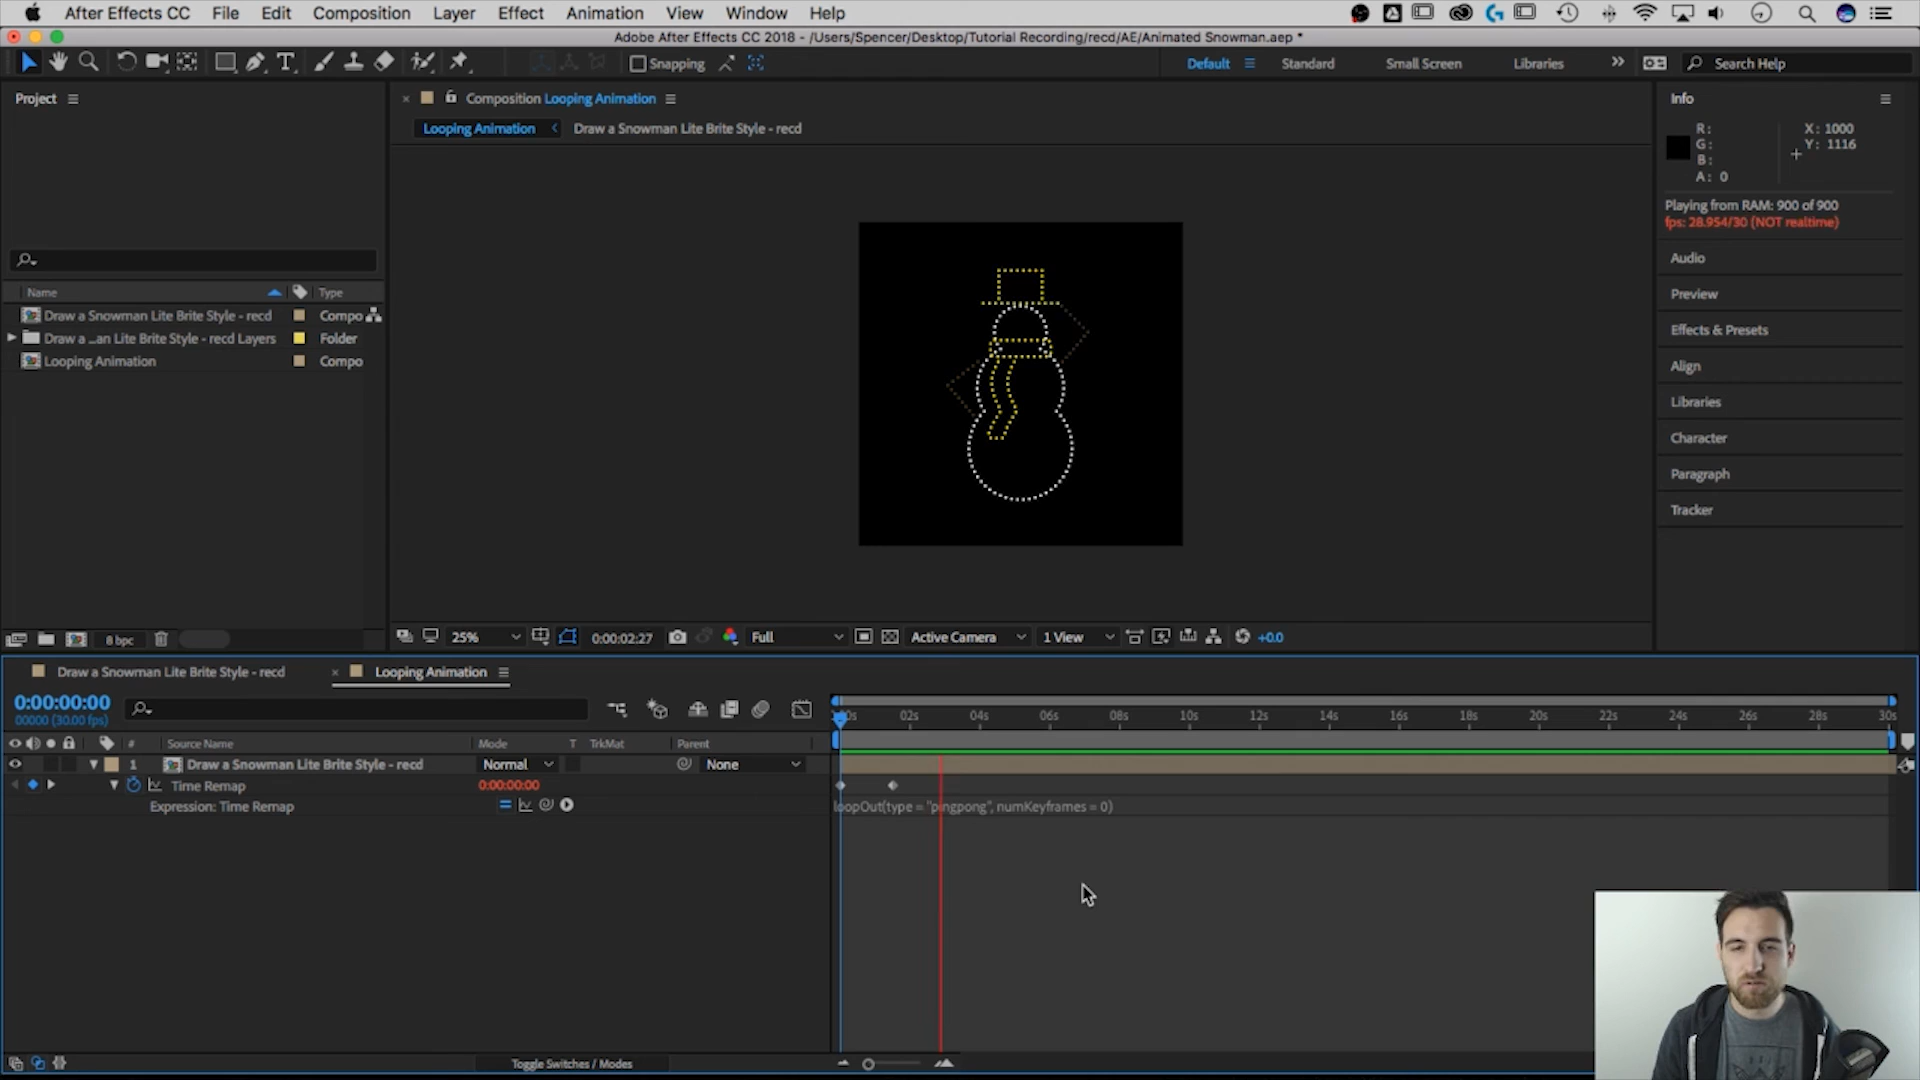 After Effects CC File Edit Composition Layer Effect Animation View Window Help
Adobe After Effects CC 2018 - /Users/Spencer/Desktop/Tutorial Recording/recd/AE/Animated Snowman.aep *
Snapping
Default Standard Small Screen Libraries Search Help
Project
Composition Looping Animation
Looping Animation Draw a Snowman Lite Brite Style - recd
Name Type
Draw a Snowman Lite Brite Style - recd Compo
Draw a ...an Lite Brite Style - recd Layers Folder
Looping Animation Compo
8 bpc
25% 0:00:02:27 Full Active Camera 1 View +0.0
Info
R: X: 1000
G: Y: 1116
B:
A: 0
Playing from RAM: 900 of 900
fps: 28.954/30 (NOT realtime)
Audio
Preview
Effects & Presets
Align
Libraries
Character
Paragraph
Tracker
Draw a Snowman Lite Brite Style - recd Looping Animation
0:00:00:00
00000 (30.00 fps)
02s 04s 06s 08s 10s 12s 14s 16s 18s 20s 22s 24s 26s 28s 30s
# Source Name Mode T TrkMat Parent
1 Draw a Snowman Lite Brite Style - recd Normal None
Time Remap 0:00:00:00
Expression: Time Remap loopOut(type = "pingpong", numKeyframes = 0)
Toggle Switches / Modes